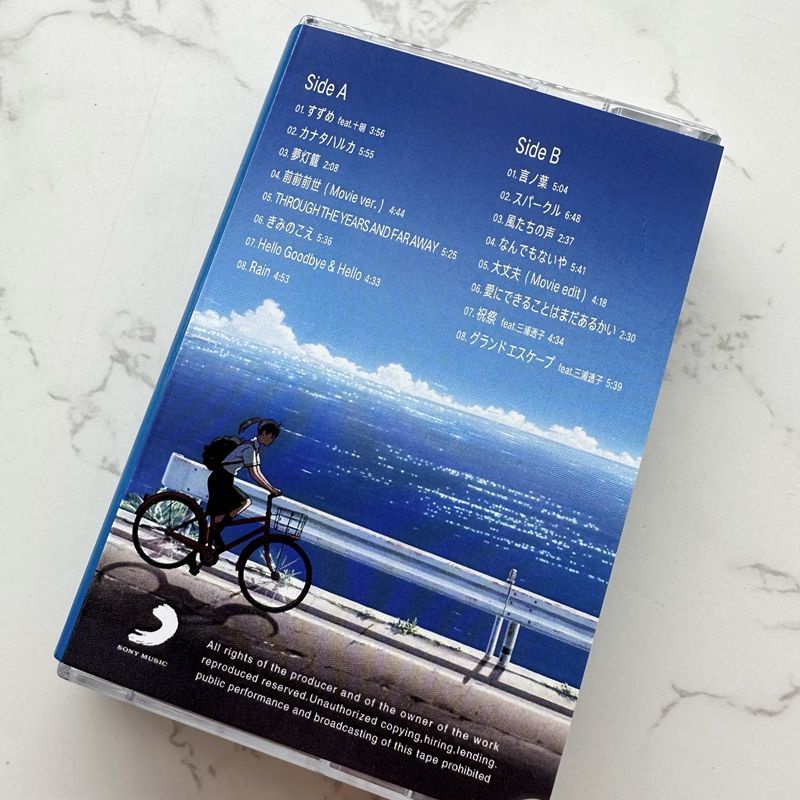 Side A
01. すずめ feat.十明 3:56
02. カナタハルカ 5:55
03. 夢灯籠 2:08
04. 前前前世 (Movie ver.) 4:44
05. THROUGH THE YEARS AND FAR AWAY 5:25
06. きみのこえ 5:36
07. Hello Goodbye & Hello 4:33
08. Rain 4:53
Side B
01. 言ノ葉 5:04
02. スパークル 6:48
03. 風たちの声 2:37
04. なんでもないや 5:41
05. 大丈夫 (Movie edit) 4:18
06. 愛にできることはまだあるかい 2:30
07. 祝祭 feat.三浦透子 4:34
08. グランドエスケープ feat.三浦透子 5:39
SONY MUSIC
All rights of the producer and of the owner of the work
reproduced reserved.Unauthorized copying,hiring,lending.
public performance and broadcasting of this tape prohibited